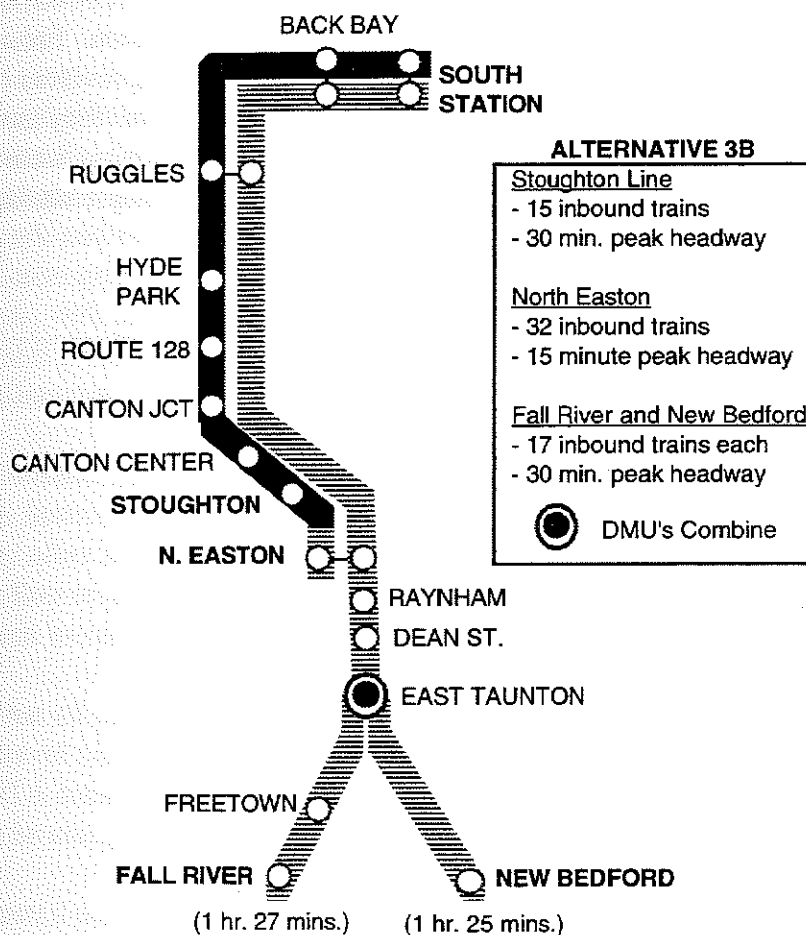 BACK BAY
SOUTH
STATION
RUGGLES
HYDE
PARK
ROUTE 128
CANTON JCT
CANTON CENTER
STOUGHTON
N. EASTON
RAYNHAM
DEAN ST.
EAST TAUNTON
FREETOWN
FALL RIVER
NEW BEDFORD
(1 hr. 27 mins.)
(1 hr. 25 mins.)
ALTERNATIVE 3B
Stoughton Line
- 15 inbound trains
- 30 min. peak headway
North Easton
- 32 inbound trains
- 15 minute peak headway
Fall River and New Bedford
- 17 inbound trains each
- 30 min. peak headway
DMU's Combine